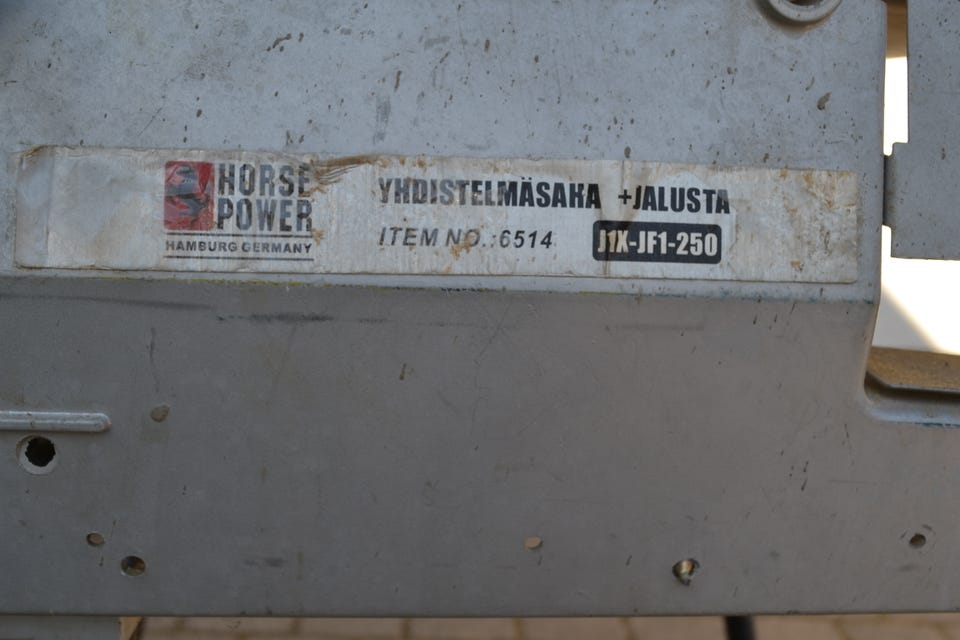 HORSE
POWER
HAMBURG GERMANY
YHDISTELMÄSAHA +JALUSTA
ITEM NO.:6514
J1X-JF1-250